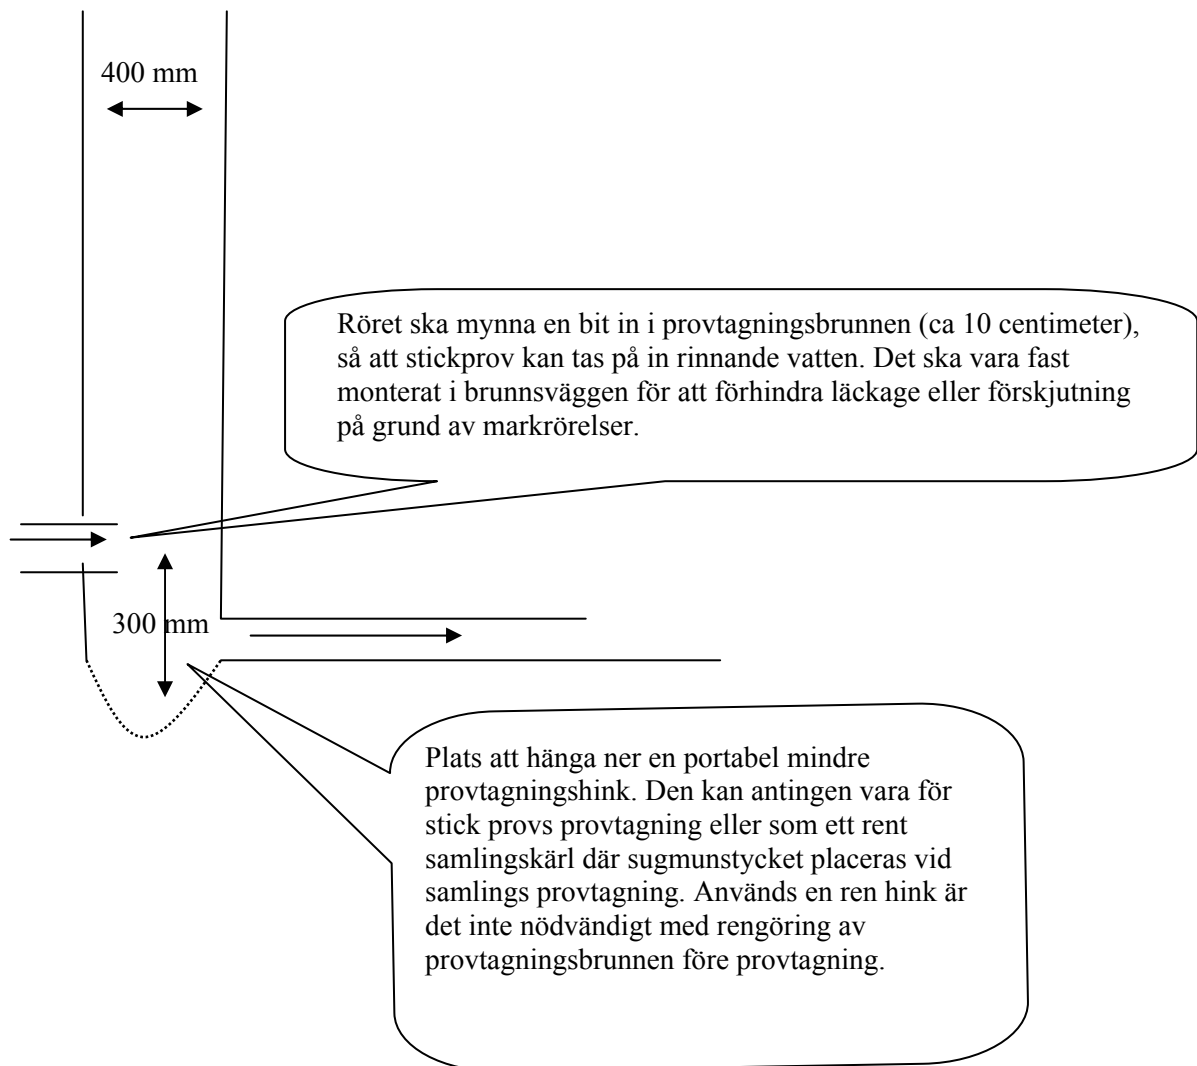 400 mm
Röret ska mynna en bit in i provtagningsbrunnen (ca 10 centimeter),
så att stickprov kan tas på in rinnande vatten. Det ska vara fast
monterat i brunnsväggen för att förhindra läckage eller förskjutning
på grund av markrörelser.
300 mm
Plats att hänga ner en portabel mindre
provtagningshink. Den kan antingen vara för
stick provs provtagning eller som ett rent
samlingskärl där sugmunstycket placeras vid
samlings provtagning. Används en ren hink är
det inte nödvändigt med rengöring av
provtagningsbrunnen före provtagning.